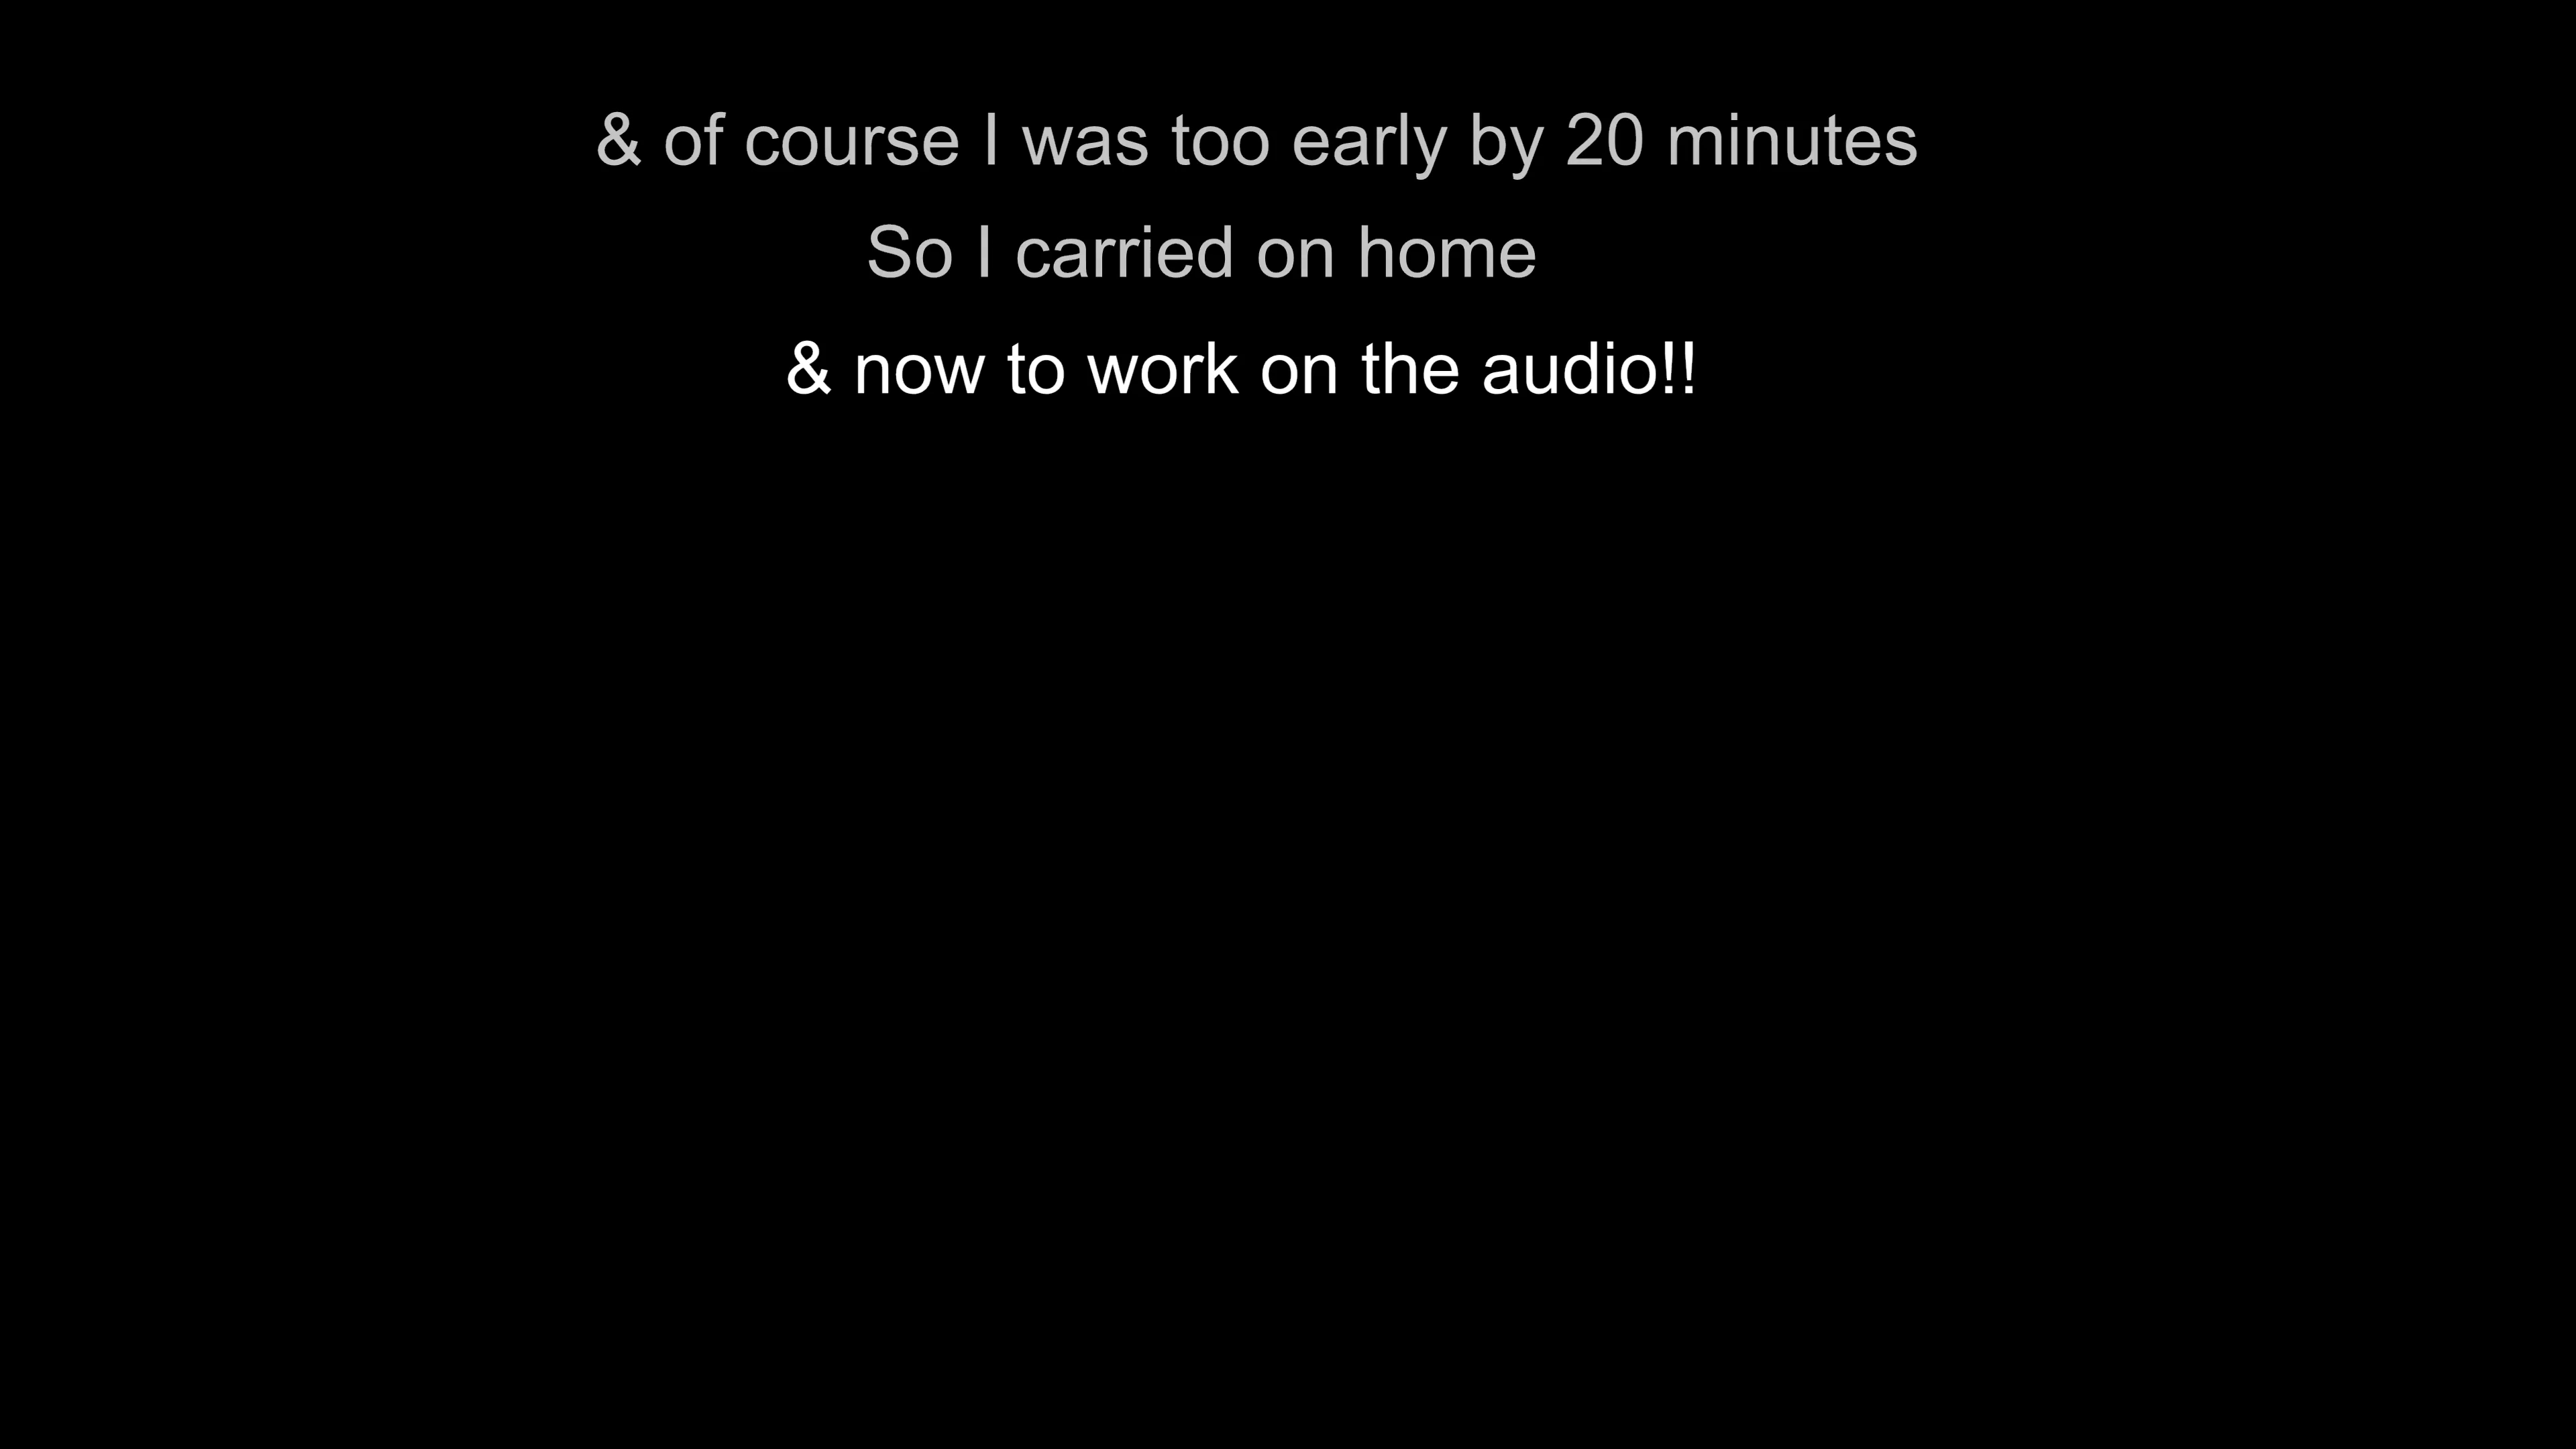 & of course I was too early by 20 minutes
So I carried on home
& now to work on the audio!!